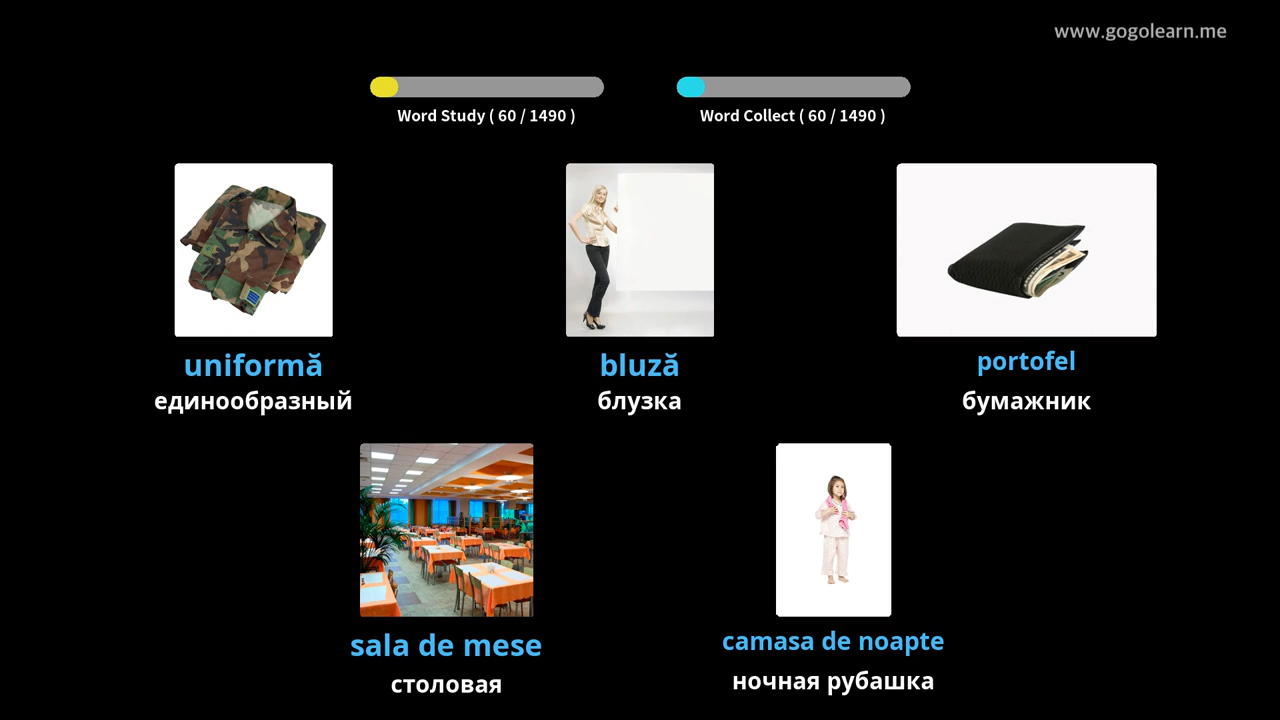 www.gogolearn.me
Word Study ( 60 / 1490 )
Word Collect ( 60 / 1490 )
uniformă
единообразный
bluză
блузка
portofel
бумажник
sala de mese
столовая
camasa de noapte
ночная рубашка